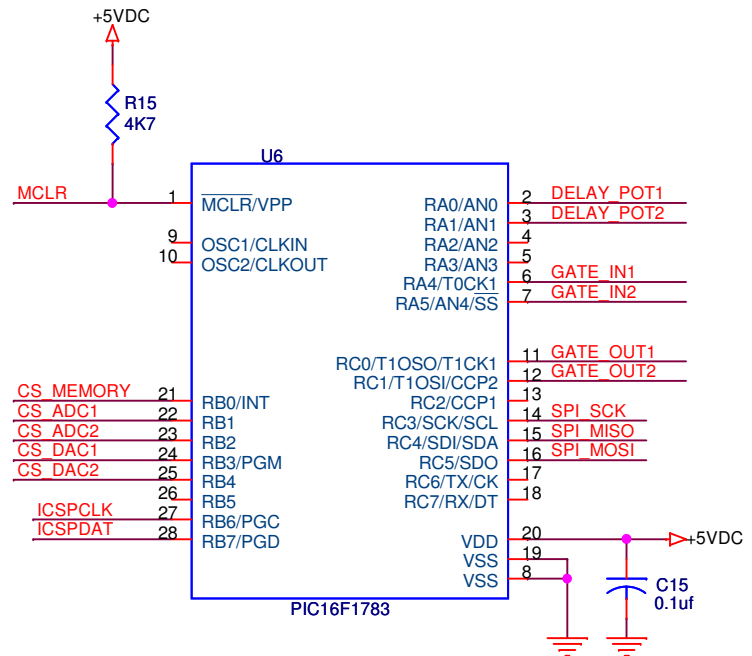 +5VDC
R15
4K7
U6
MCLR 1 MCLR/VPP RA0/AN0 2 DELAY_POT1
RA1/AN1 3 DELAY_POT2
9 OSC1/CLKIN RA2/AN2 4
10 OSC2/CLKOUT RA3/AN3 5
RA4/T0CK1 6 GATE_IN1
RA5/AN4/SS 7 GATE_IN2
RC0/T1OSO/T1CK1 11 GATE_OUT1
RC1/T1OSI/CCP2 12 GATE_OUT2
CS_MEMORY 21 RB0/INT RC2/CCP1 13
CS_ADC1 22 RB1 RC3/SCK/SCL 14 SPI_SCK
CS_ADC2 23 RB2 RC4/SDI/SDA 15 SPI_MISO
CS_DAC1 24 RB3/PGM RC5/SDO 16 SPI_MOSI
CS_DAC2 25 RB4 RC6/TX/CK 17
26 RB5 RC7/RX/DT 18
ICSPCLK 27 RB6/PGC
ICSPDAT 28 RB7/PGD VDD 20 +5VDC
VSS 19
VSS 8
C15
0.1uf
PIC16F1783